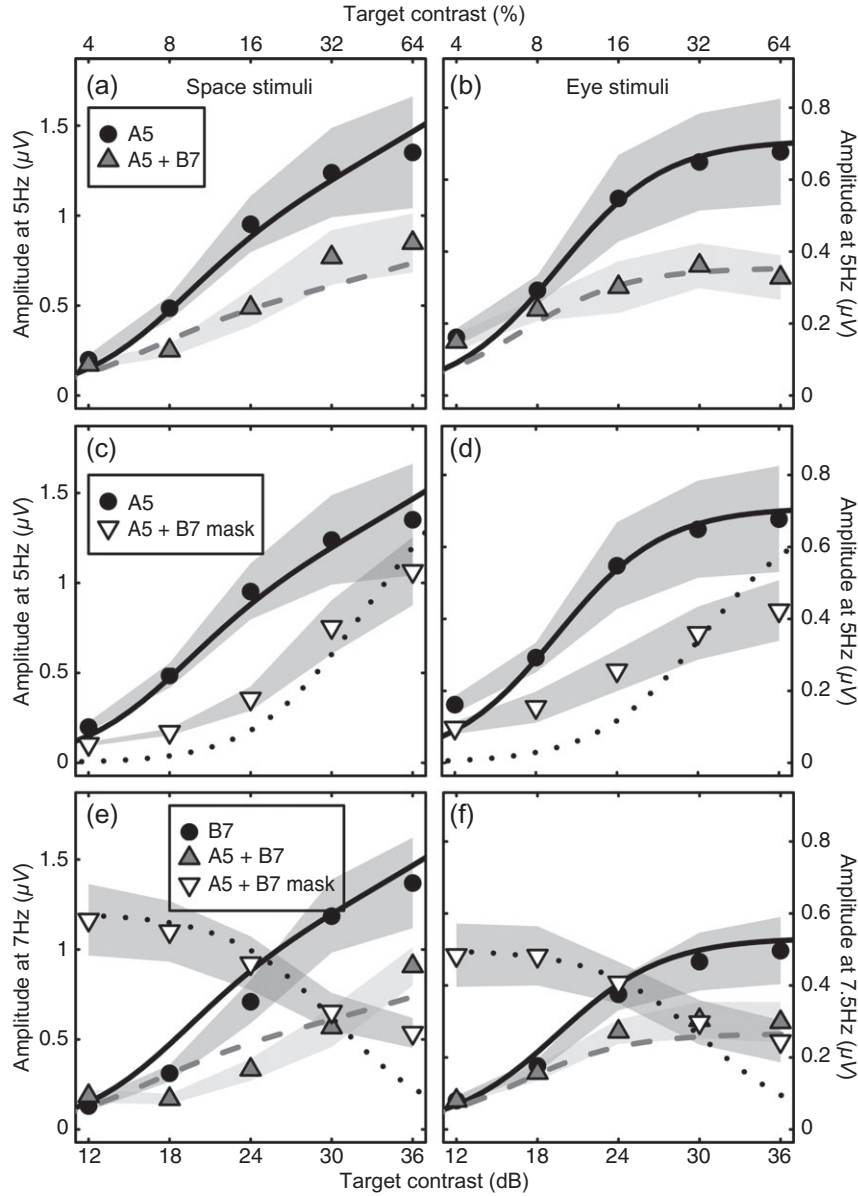 Target contrast (%)
4 8 16 32 64 4 8 16 32 64
(a) Space stimuli
A5
A5 + B7
1.5
1
0.5
0
Amplitude at 5Hz (µV)
(b) Eye stimuli
0.8
0.6
0.4
0.2
0
Amplitude at 5Hz (µV)
(c)
A5
A5 + B7 mask
1.5
1
0.5
0
Amplitude at 5Hz (µV)
(d)
0.8
0.6
0.4
0.2
0
Amplitude at 5Hz (µV)
(e)
B7
A5 + B7
A5 + B7 mask
1.5
1
0.5
0
Amplitude at 7Hz (µV)
(f)
0.8
0.6
0.4
0.2
0
Amplitude at 7.5Hz (µV)
12 18 24 30 36 12 18 24 30 36
Target contrast (dB)